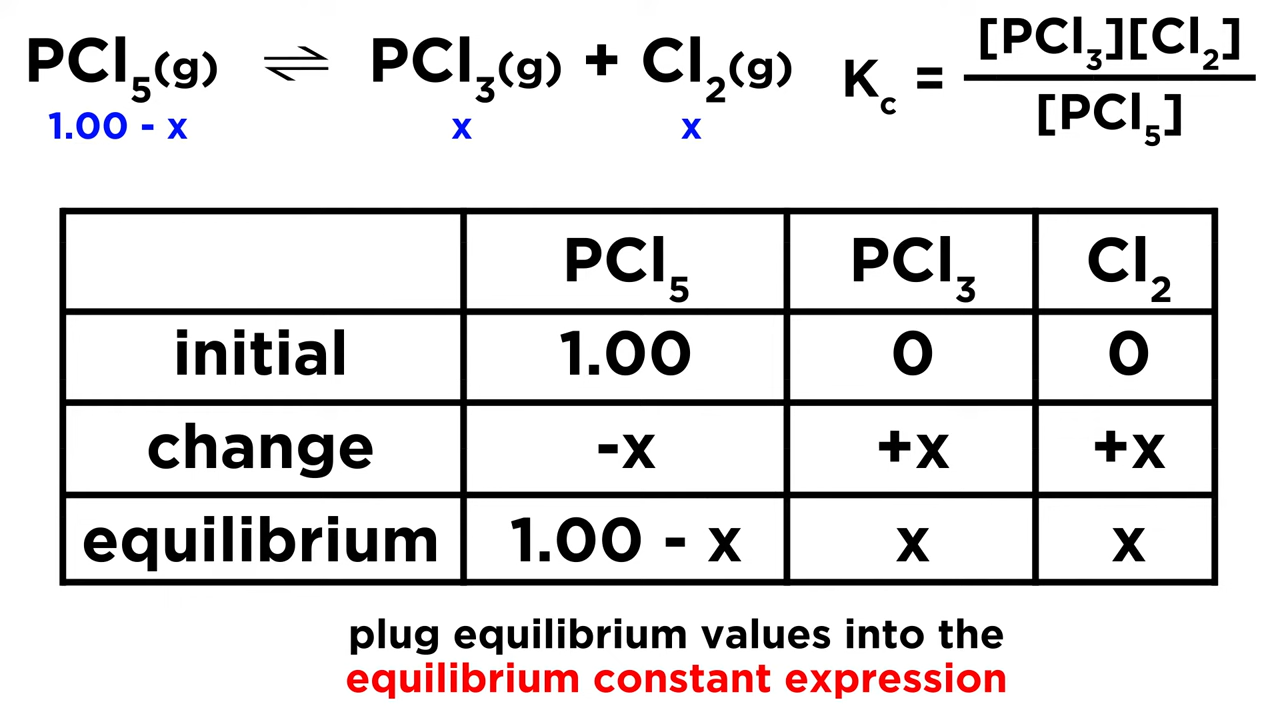 PCl₅(g) ⇌ PCl₃(g) + Cl₂(g) K_c = [PCl₃][Cl₂] / [PCl₅]
1.00 - x x x
PCl₅ PCl₃ Cl₂
initial 1.00 0 0
change -x +x +x
equilibrium 1.00 - x x x
plug equilibrium values into the
equilibrium constant expression